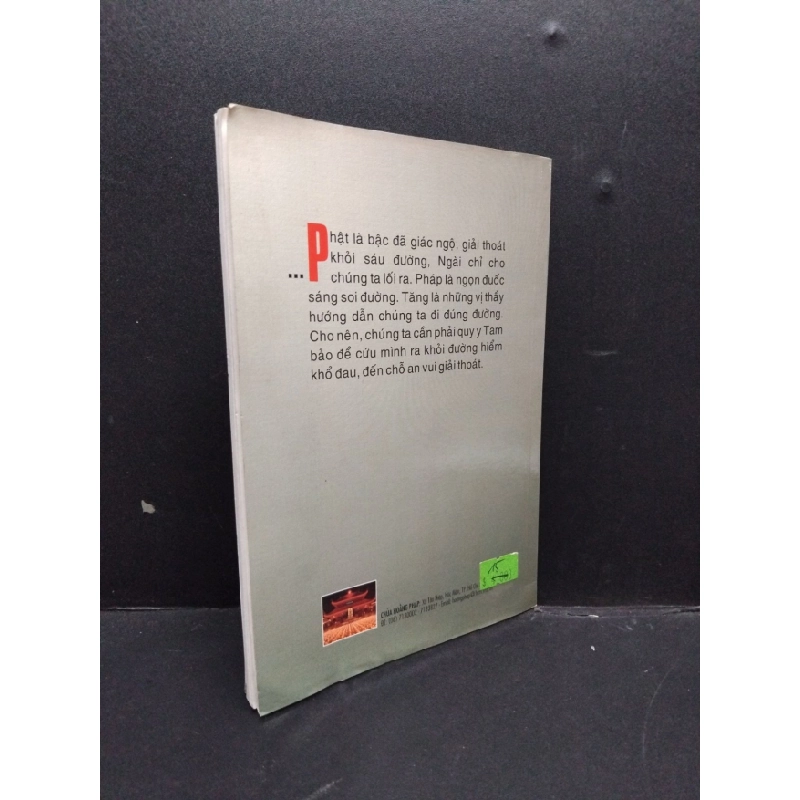 Phật là bậc đã giác ngộ, giải thoát
khỏi sáu đường, Ngài chỉ cho
... chúng ta lối ra. Pháp là ngọn đuốc
sáng soi đường. Tăng là những vị thầy
hướng dẫn chúng ta đi đúng đường.
Cho nên, chúng ta cần phải quy y Tam
bảo để cứu mình ra khỏi đường hiểm
khổ đau, đến chỗ an vui giải thoát.
15
$
CHÙA HOẰNG PHÁP